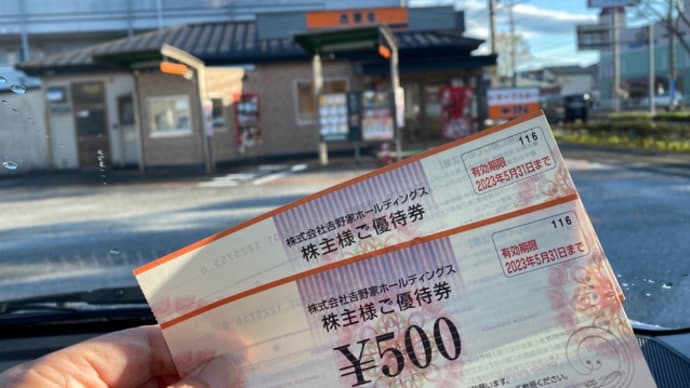 吉野家
116
有効期限
2023年5月31日まで
株式会社吉野家ホールディングス
株主様ご優待券
116
有効期限
2023年5月31日まで
株式会社吉野家ホールディングス
株主様ご優待券
¥500